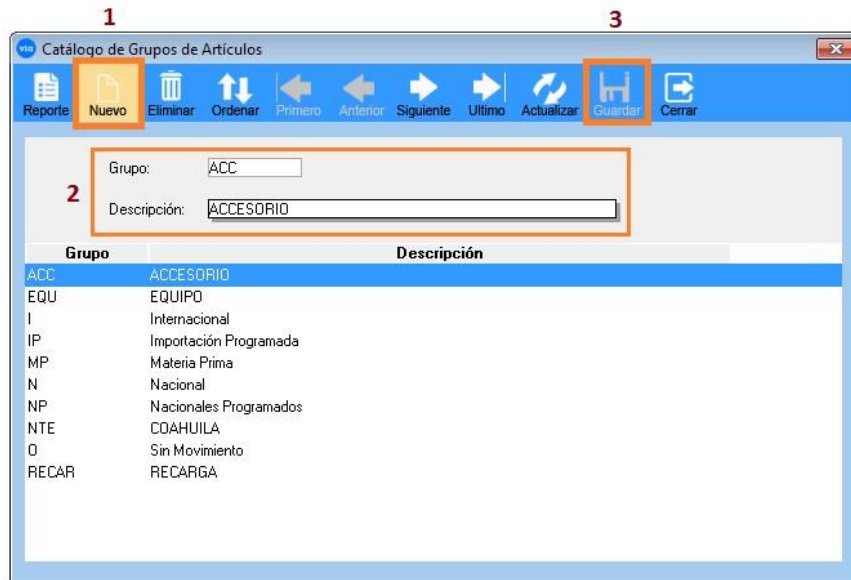 1 3
via Catálogo de Grupos de Artículos
Reporte Nuevo Eliminar Ordenar Primero Anterior Siguiente Ultimo Actualizar Guardar Cerrar
Grupo: ACC
2
Descripción: ACCESORIO
Grupo Descripción
ACC ACCESORIO
EQU EQUIPO
I Internacional
IP Importación Programada
MP Materia Prima
N Nacional
NP Nacionales Programados
NTE COAHUILA
O Sin Movimiento
RECAR RECARGA